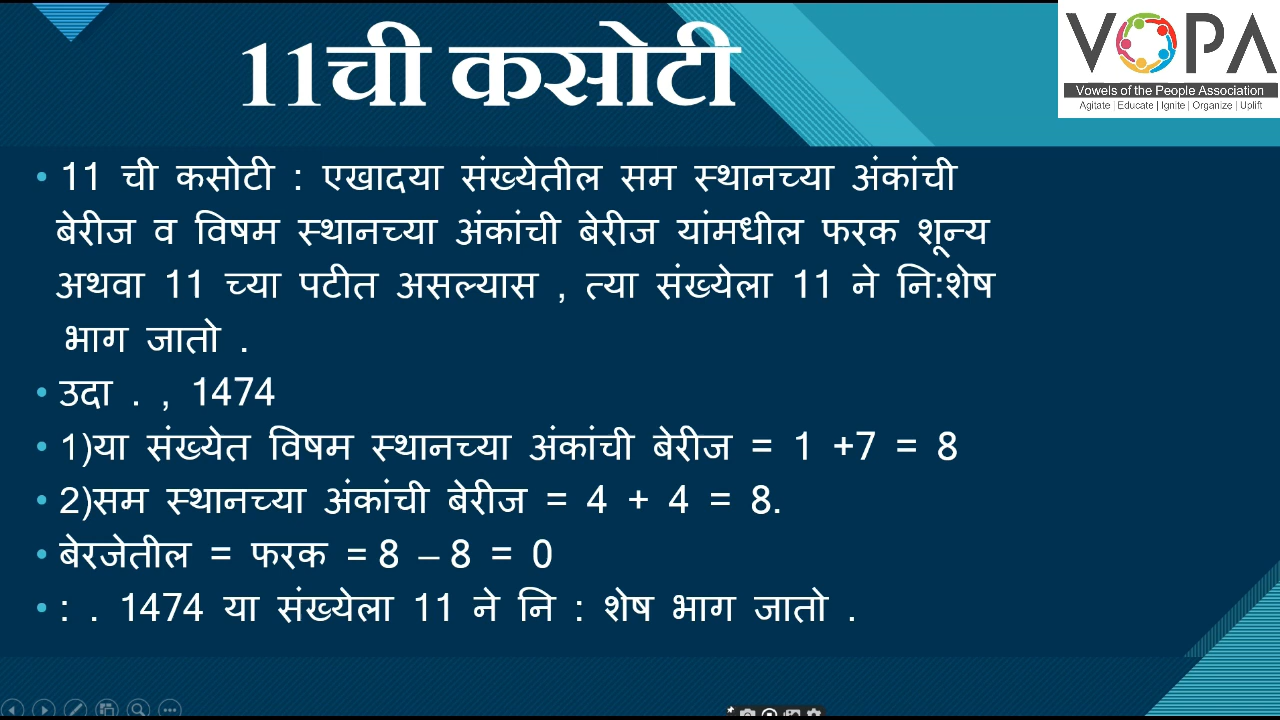 11ची कसोटी
VOPA
Vowels of the People Association
Agitate | Educate | Ignite | Organize | Uplift
• 11 ची कसोटी : एखादया संख्येतील सम स्थानच्या अंकांची
बेरीज व विषम स्थानच्या अंकांची बेरीज यांमधील फरक शून्य
अथवा 11 च्या पटीत असल्यास , त्या संख्येला 11 ने नि:शेष
भाग जातो .
• उदा . , 1474
• 1)या संख्येत विषम स्थानच्या अंकांची बेरीज = 1 +7 = 8
• 2)सम स्थानच्या अंकांची बेरीज = 4 + 4 = 8.
• बेरजेतील = फरक = 8 – 8 = 0
• : . 1474 या संख्येला 11 ने नि : शेष भाग जातो .